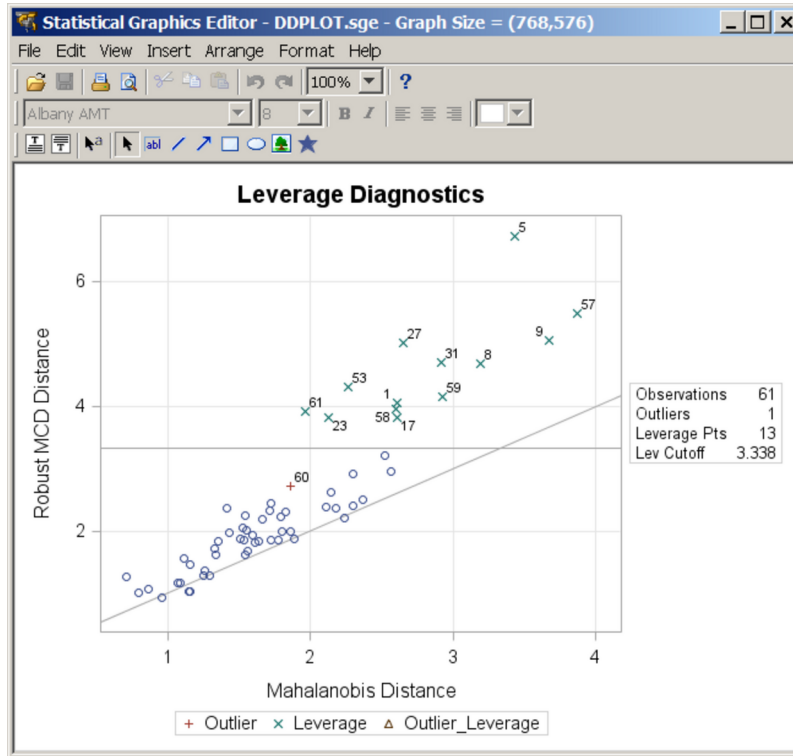 Statistical Graphics Editor - DDPLOT.sge - Graph Size = (768,576)
File Edit View Insert Arrange Format Help
100% ?
Albany AMT 8 B I
T T a abl
Leverage Diagnostics
5
57
27
9
31
8
53
1
59
61
23
58
17
60
6
4
2
Robust MCD Distance
Observations 61
Outliers 1
Leverage Pts 13
Lev Cutoff 3.338
1 2 3 4
Mahalanobis Distance
Outlier Leverage Outlier_Leverage